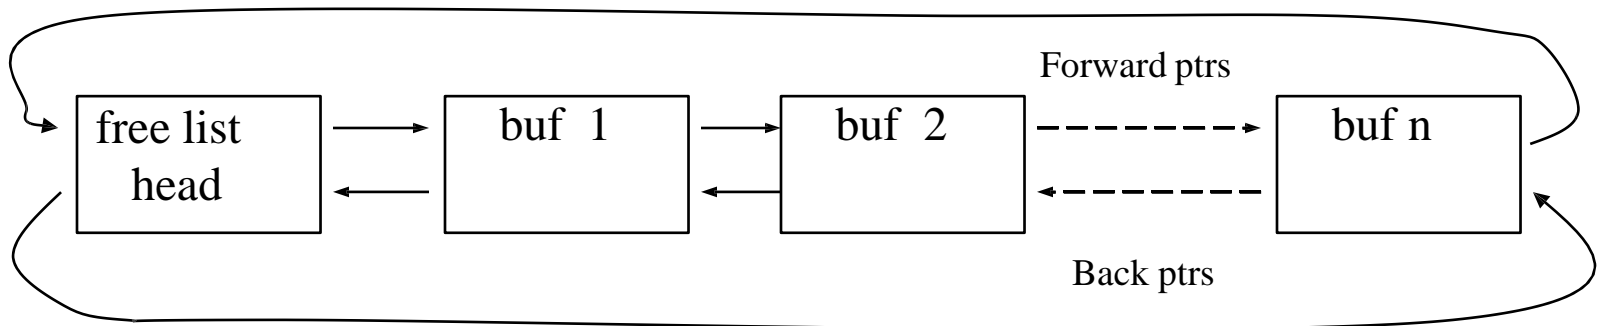 Forward ptrs
free list
head
buf 1
buf 2
buf n
Back ptrs